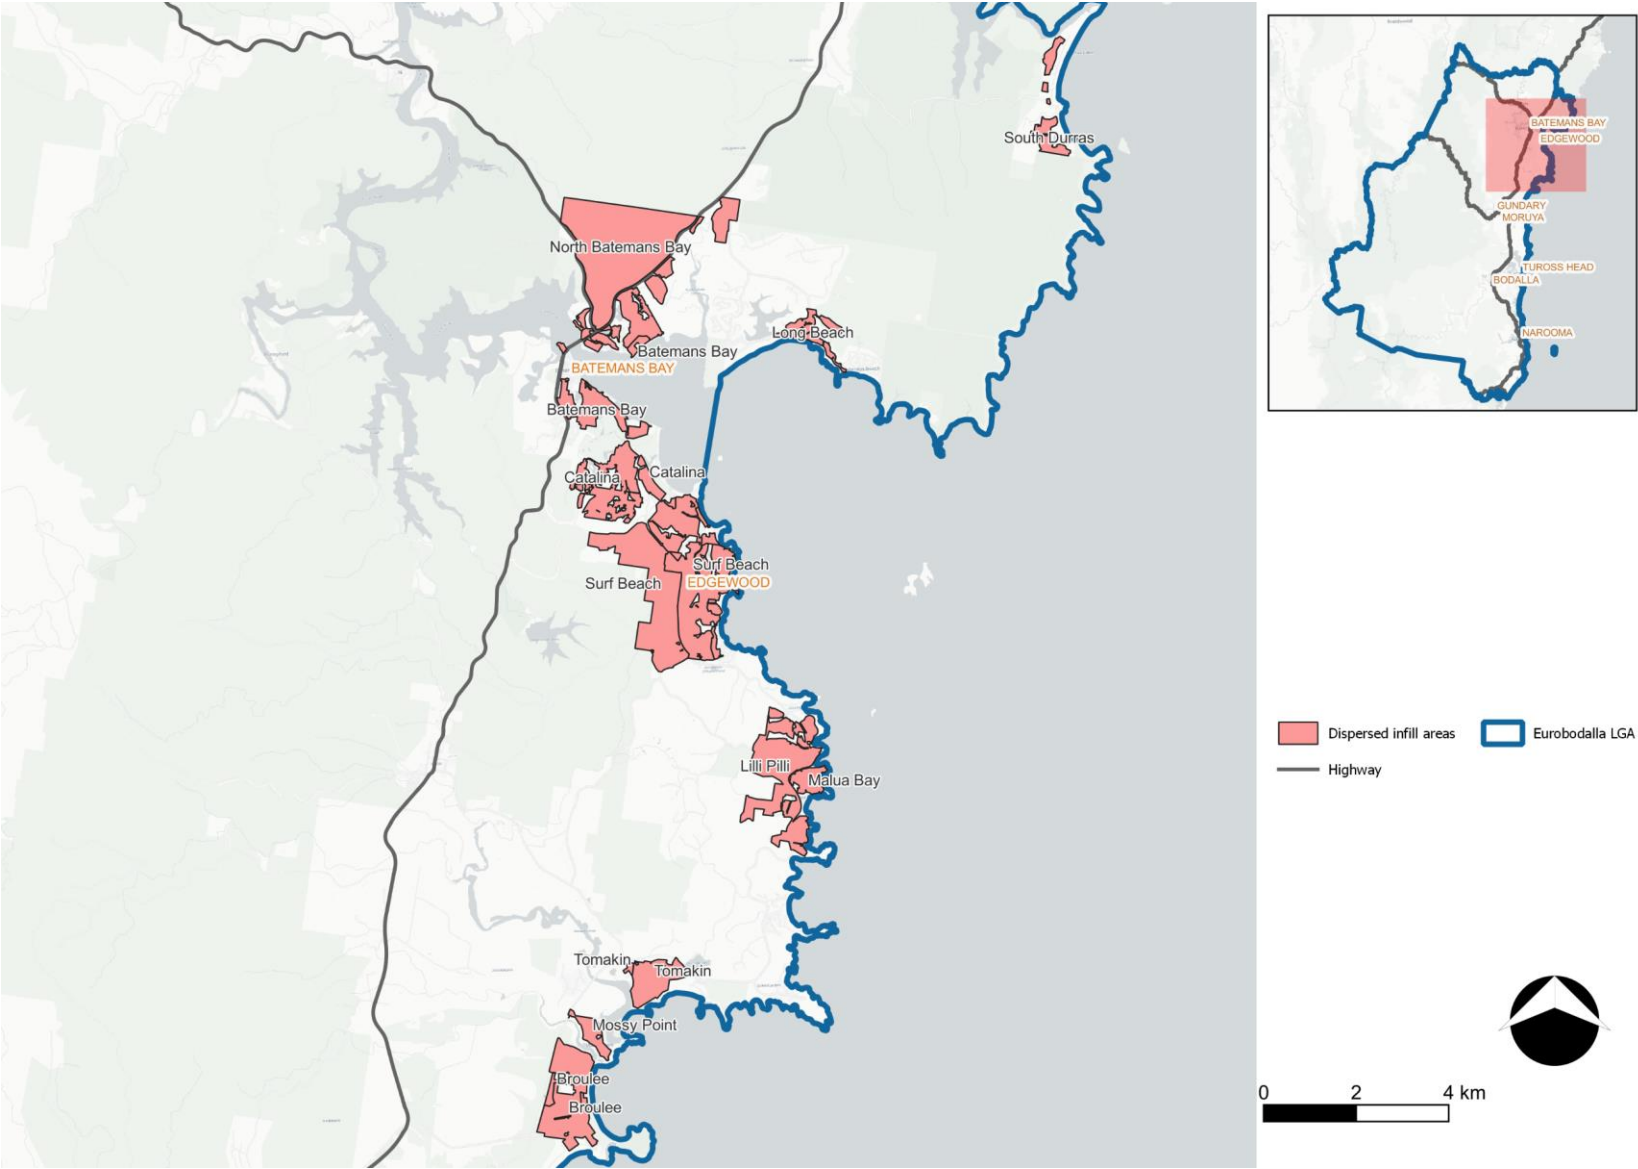 South Durras
North Batemans Bay
Long Beach
Batemans Bay
BATEMANS BAY
Batemans Bay
Catalina
Catalina
Surf Beach
Surf Beach
EDGEWOOD
Lilli Pilli
Malua Bay
Tomakin
Tomakin
Mossy Point
Broulee
Broulee
BATEMANS BAY
EDGEWOOD
GUNDARY
MORUYA
TUROSS HEAD
BODALLA
NAROOMA
Dispersed infill areas
Eurobodalla LGA
Highway
0 2 4 km